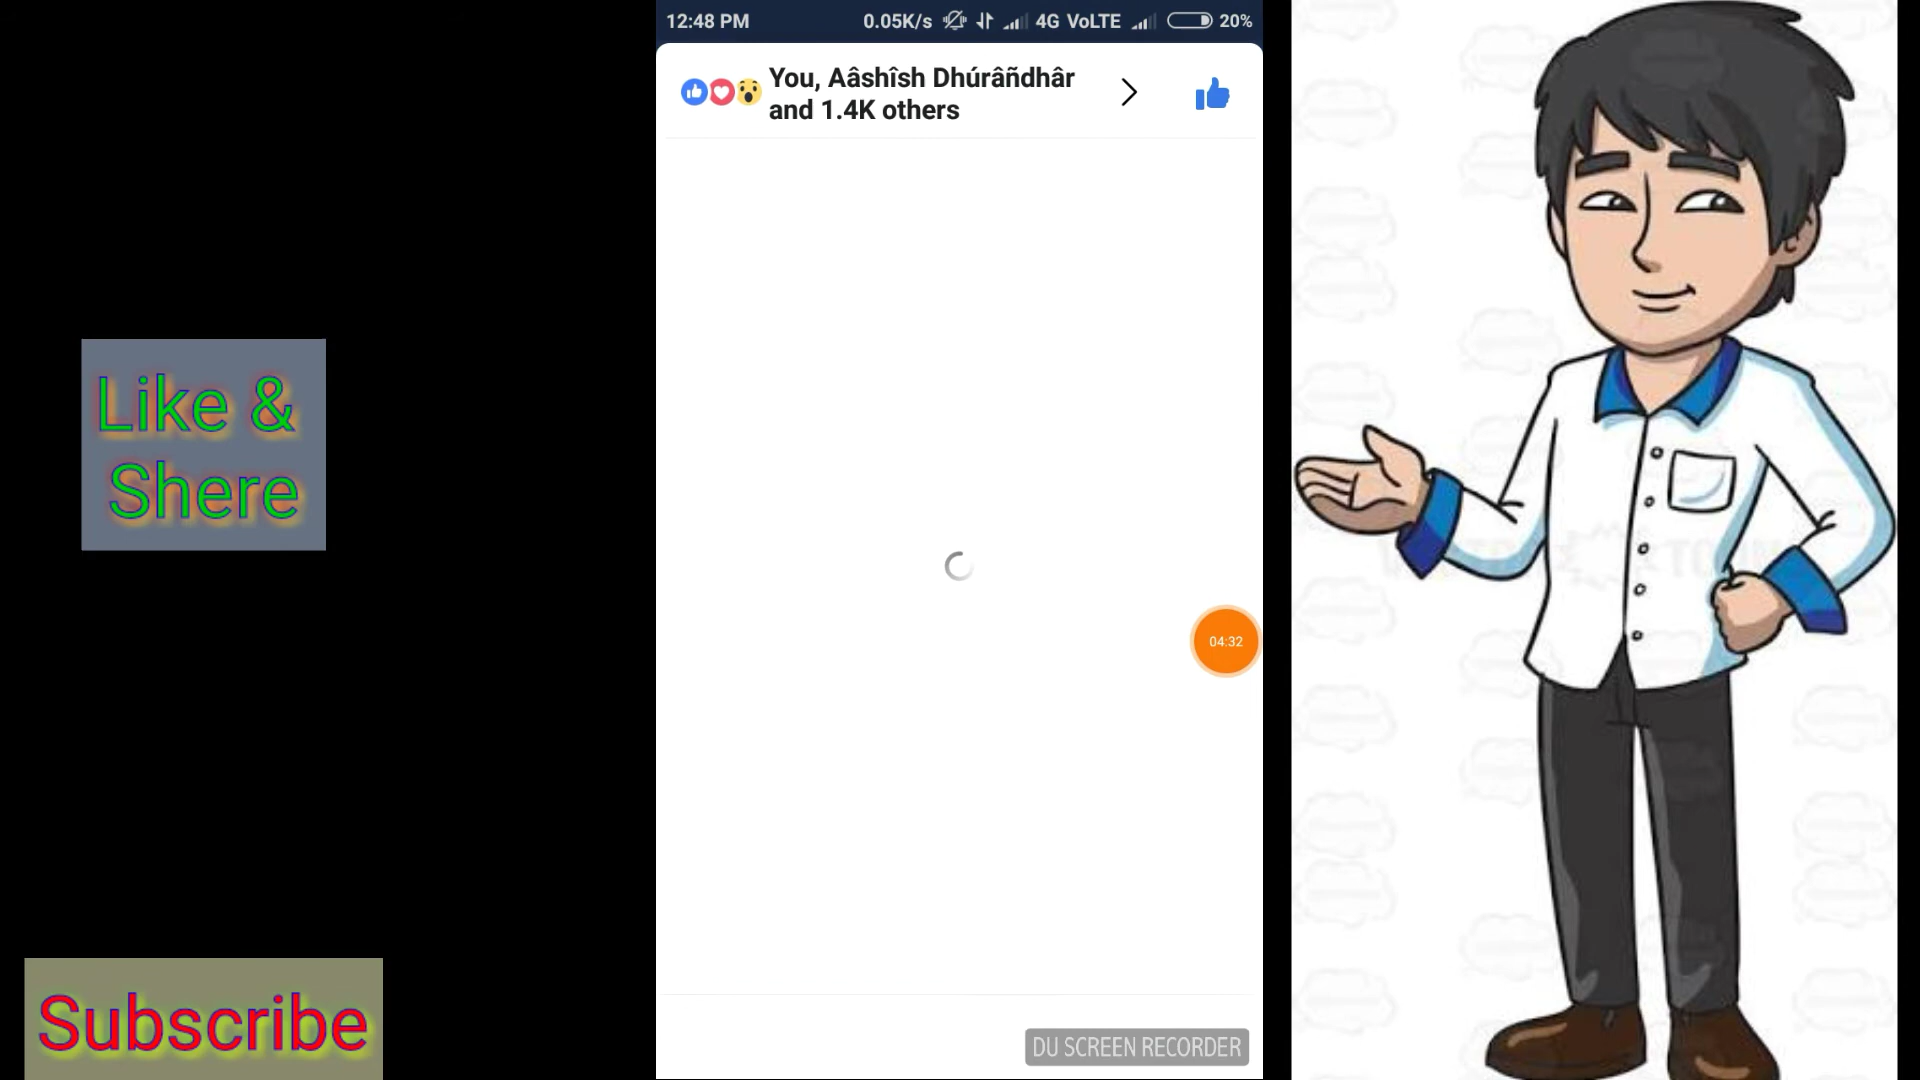 12:48 PM 0.05K/s 4G VoLTE 20%
You, Aâshîsh Dhúrâñdhâr
and 1.4K others
Like &
Shere
04:32
Subscribe
DU SCREEN RECORDER